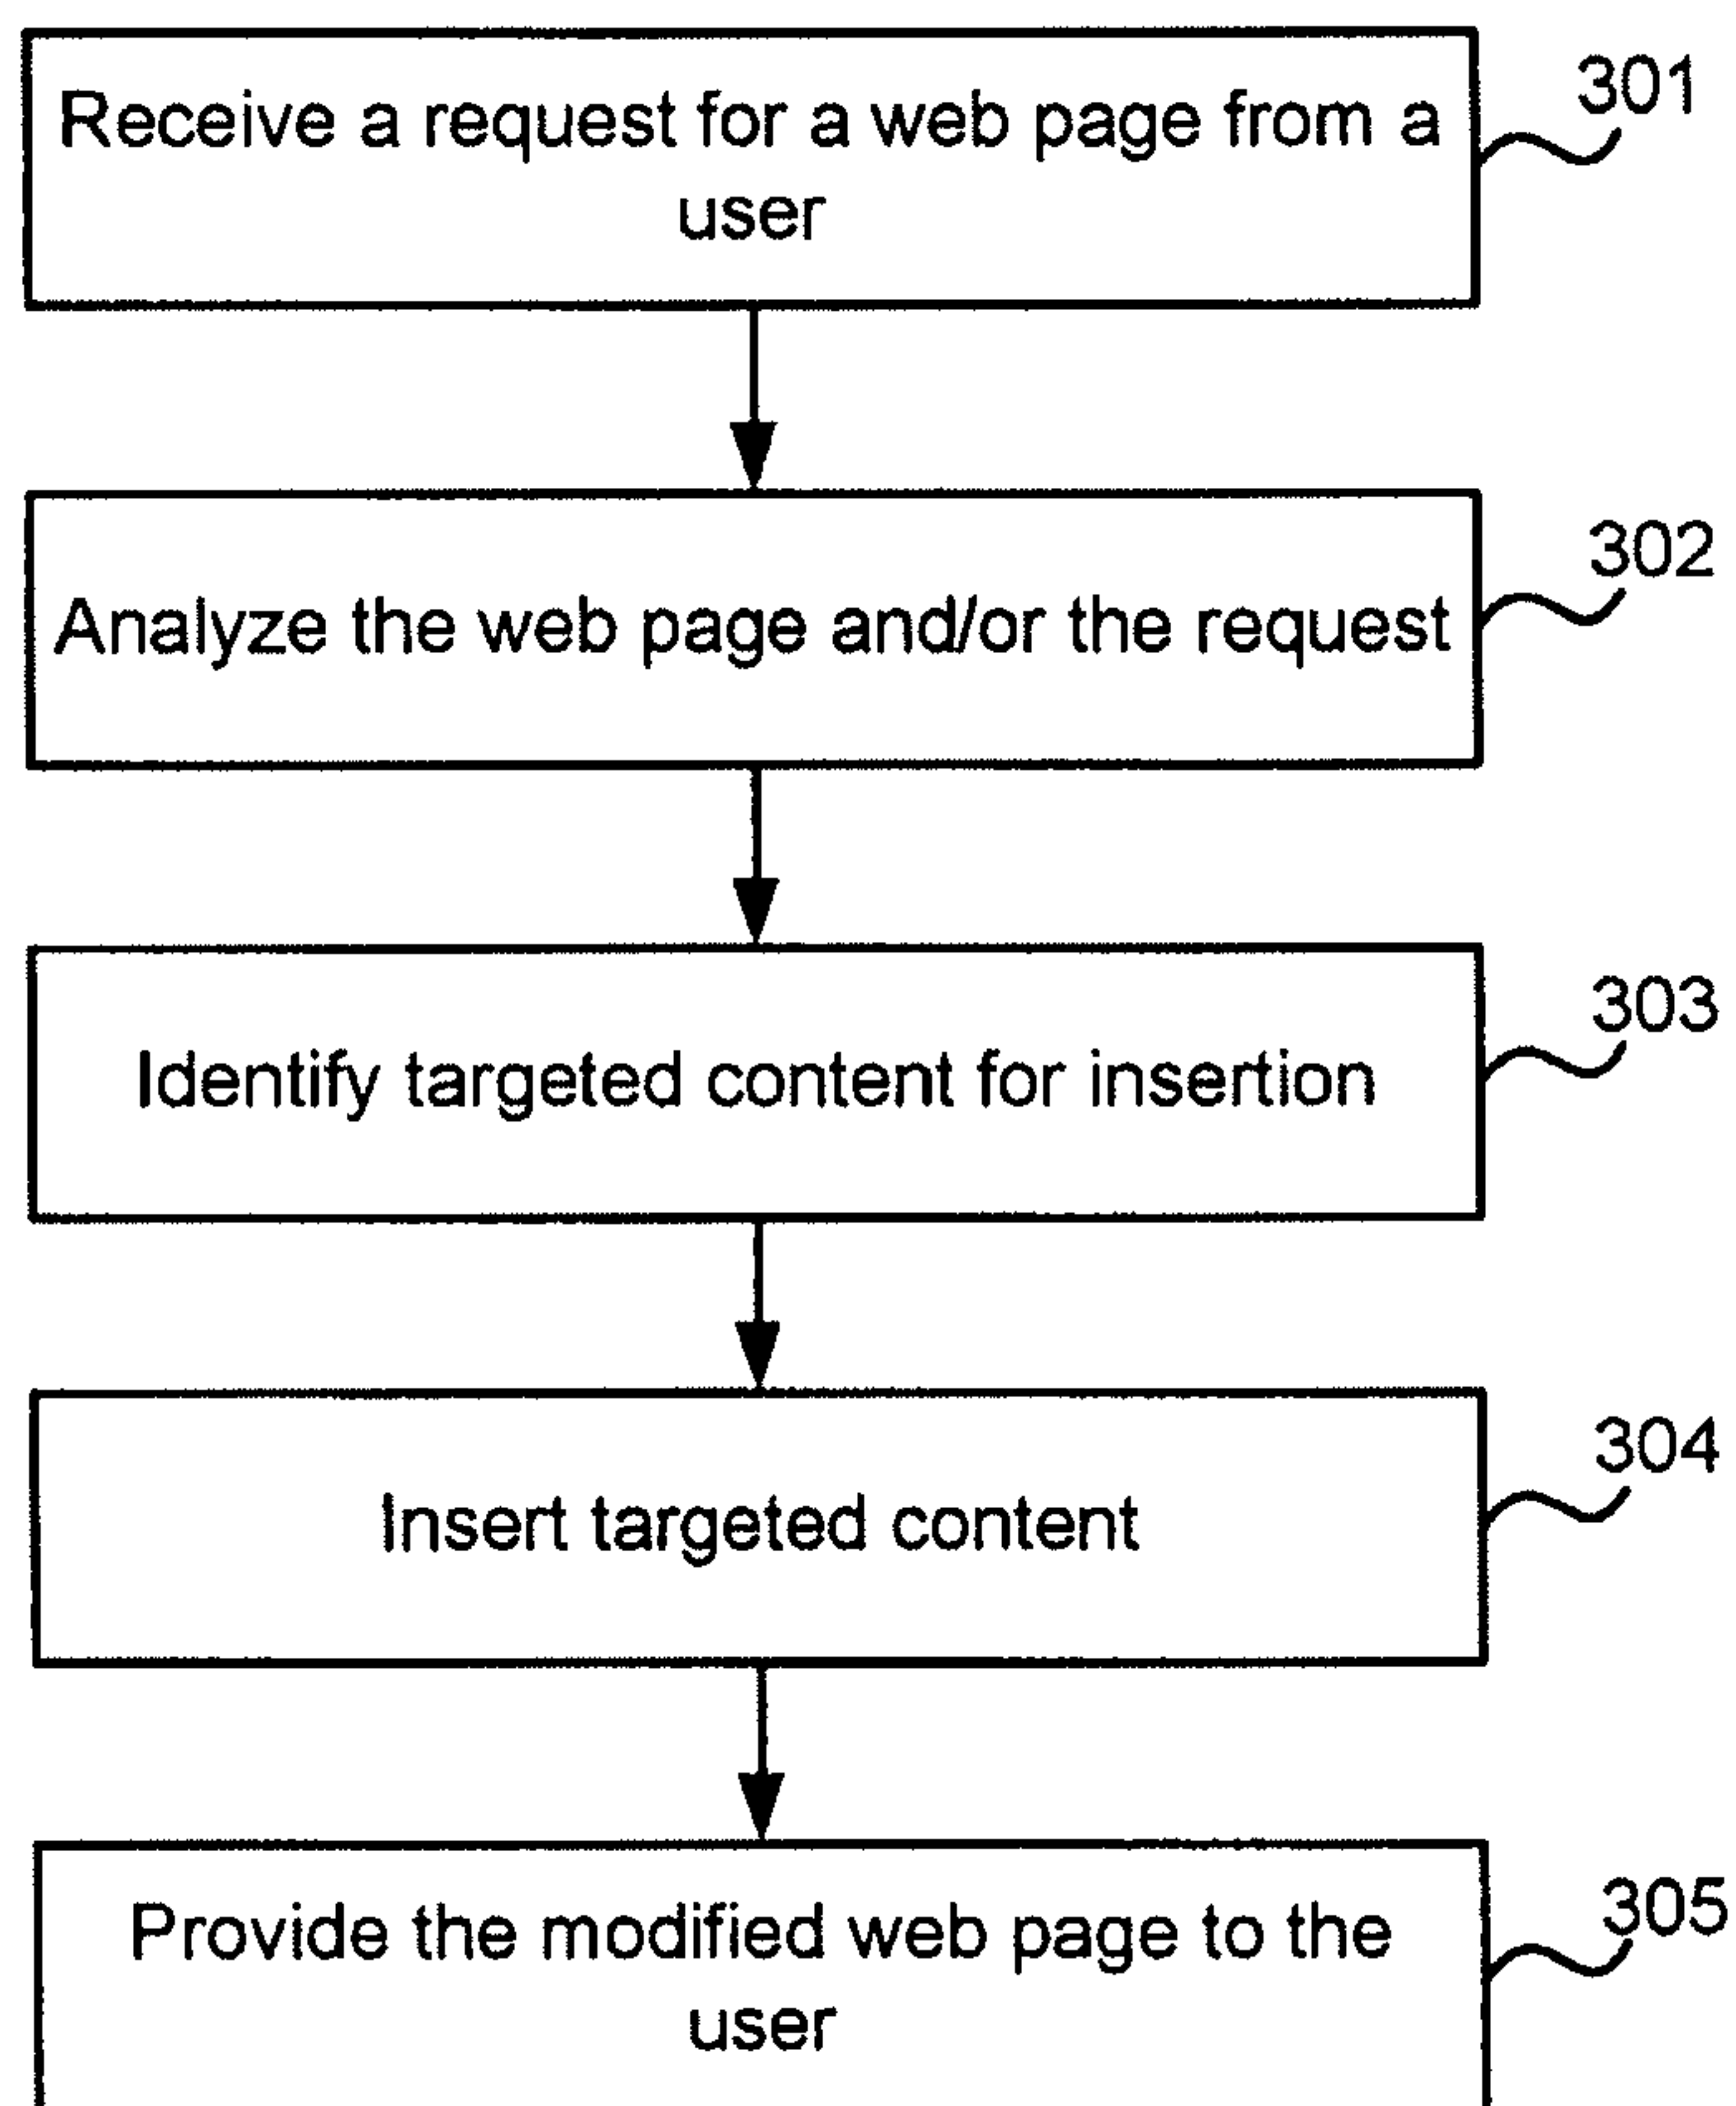 301
Receive a request for a web page from a
user
302
Analyze the web page and/or the request
303
Identify targeted content for insertion
304
Insert targeted content
305
Provide the modified web page to the
user